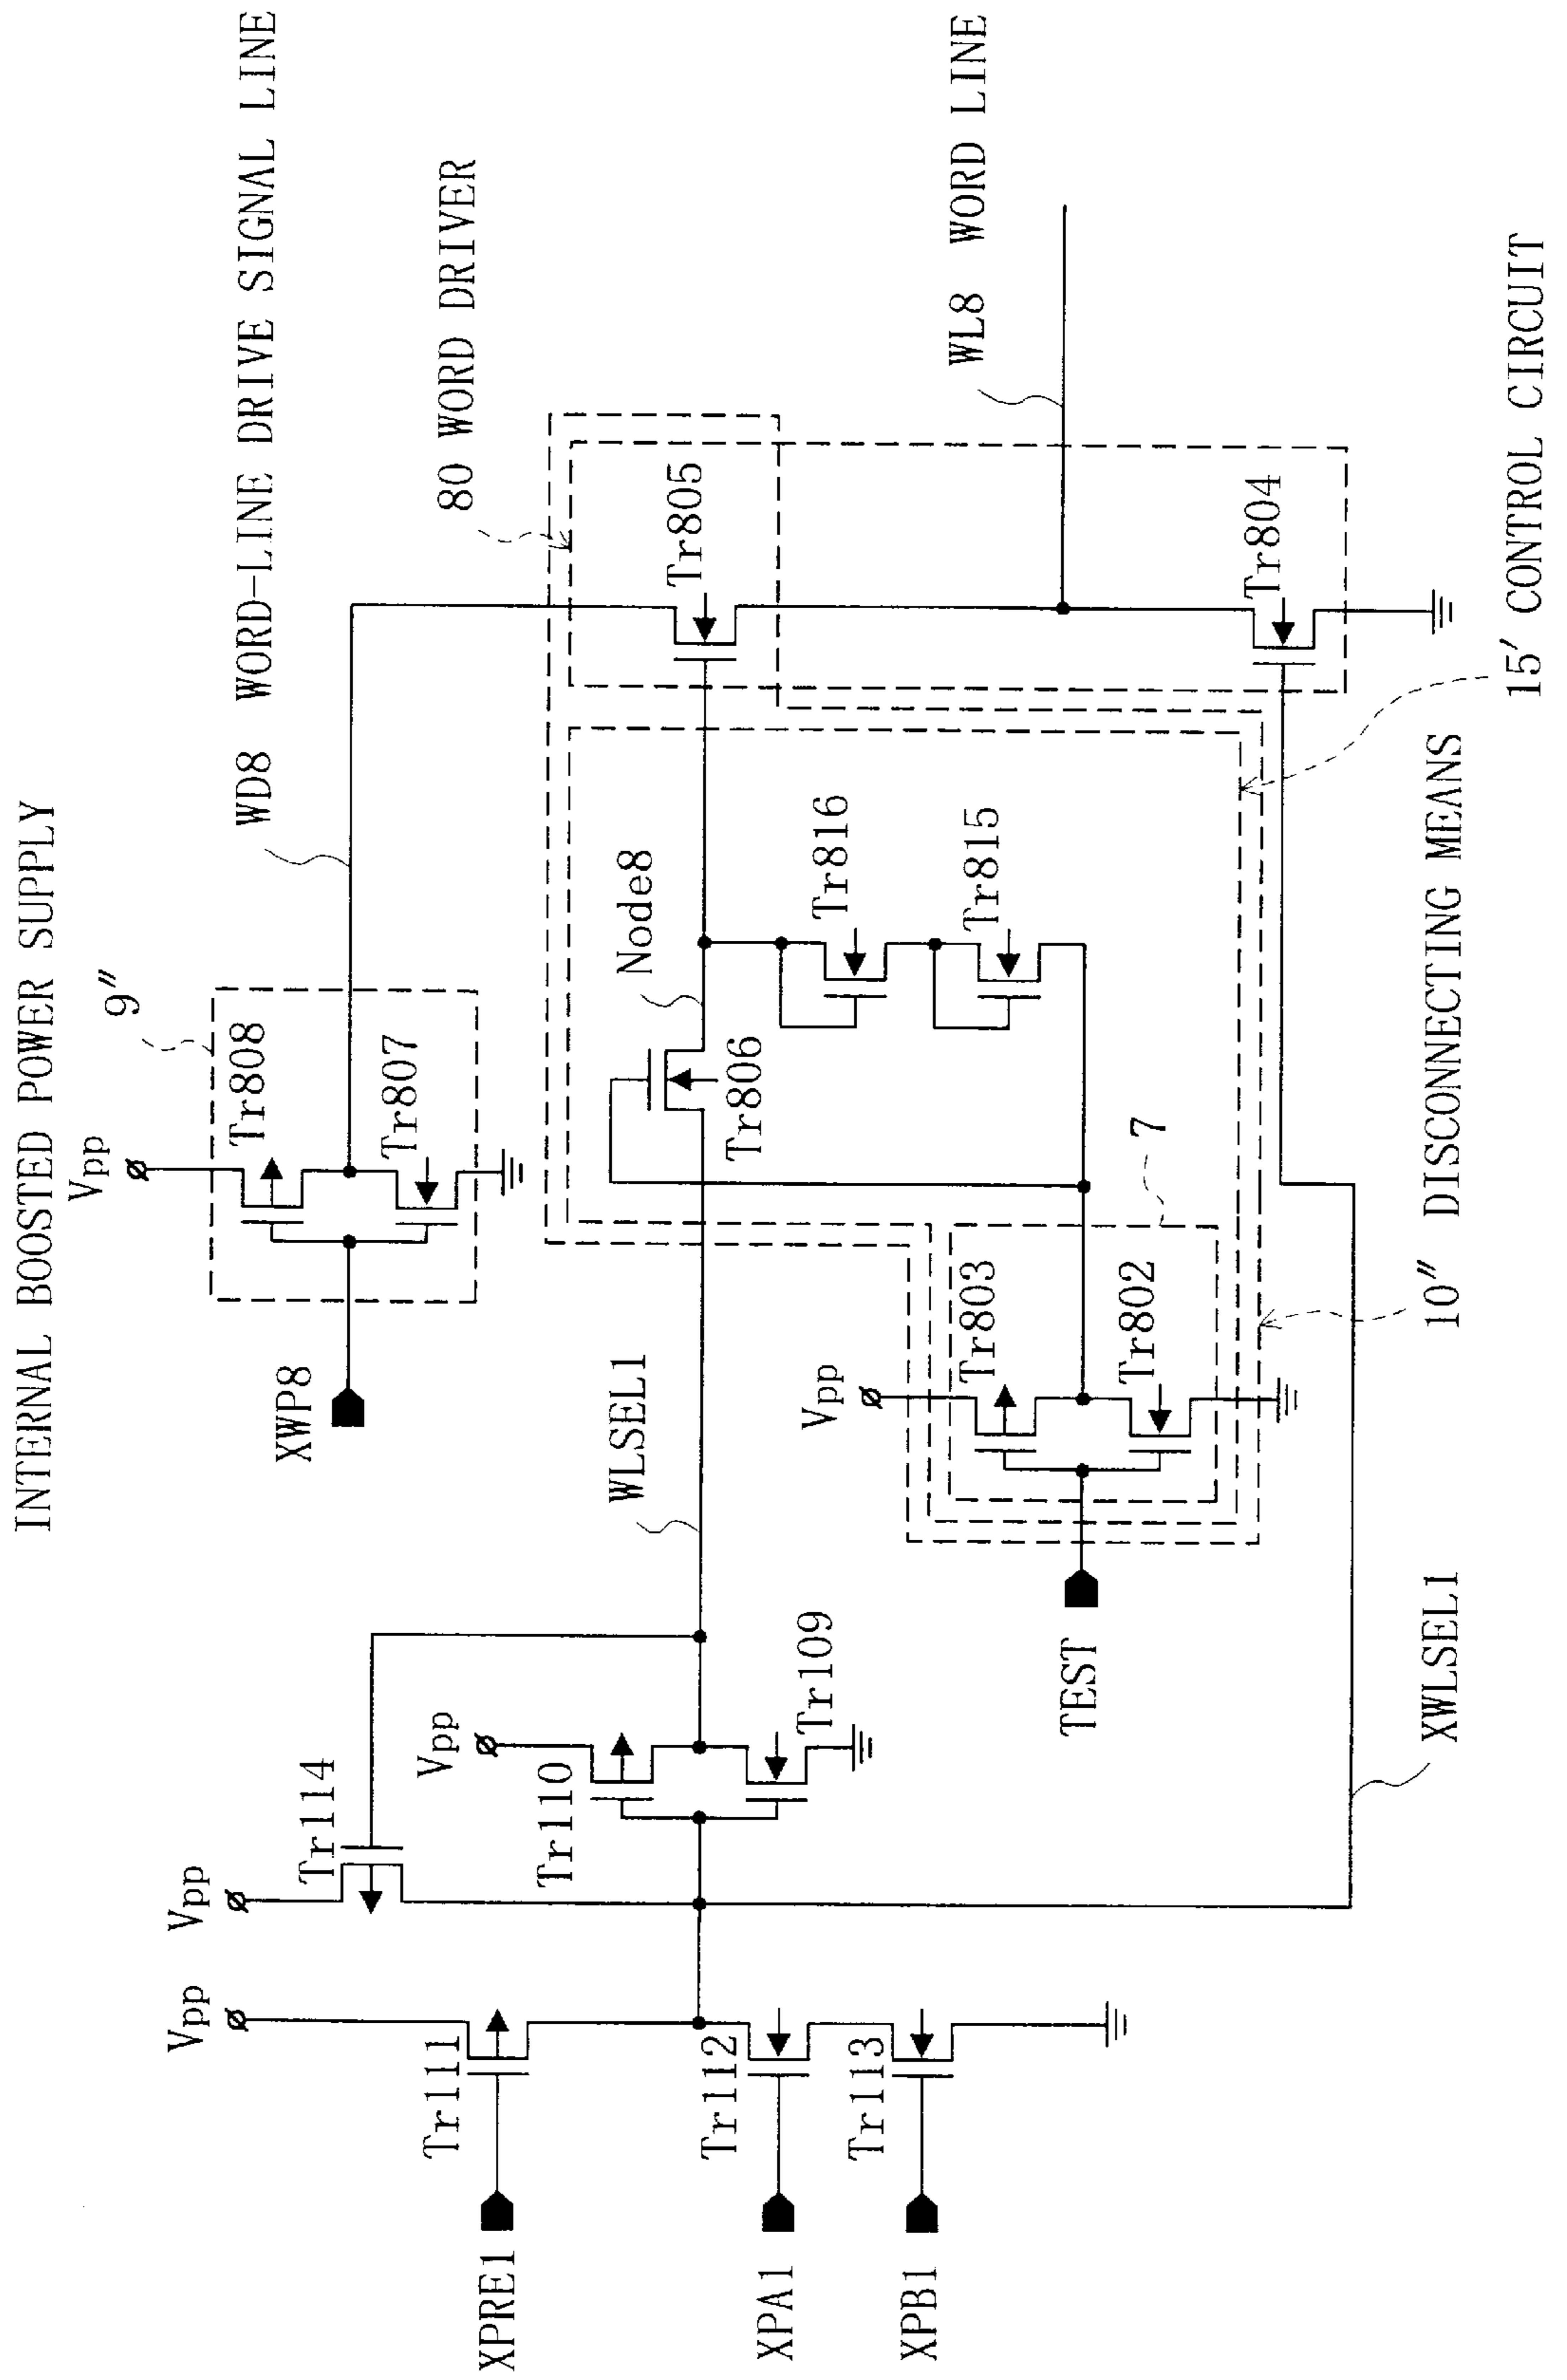 INTERNAL BOOSTED POWER SUPPLY
Vpp
9″
Tr808
Tr807
XWP8
WD8 WORD-LINE DRIVE SIGNAL LINE
80 WORD DRIVER
Tr805
Tr804
WL8 WORD LINE
Node8
Tr806
Tr816
Tr815
7
Vpp
Tr803
Tr802
TEST
WLSEL1
15′ CONTROL CIRCUIT
10″ DISCONNECTING MEANS
XWLSEL1
Vpp
Tr114
Vpp
Tr110
Tr109
Vpp
Tr111
Tr112
Tr113
XPRE1
XPA1
XPB1